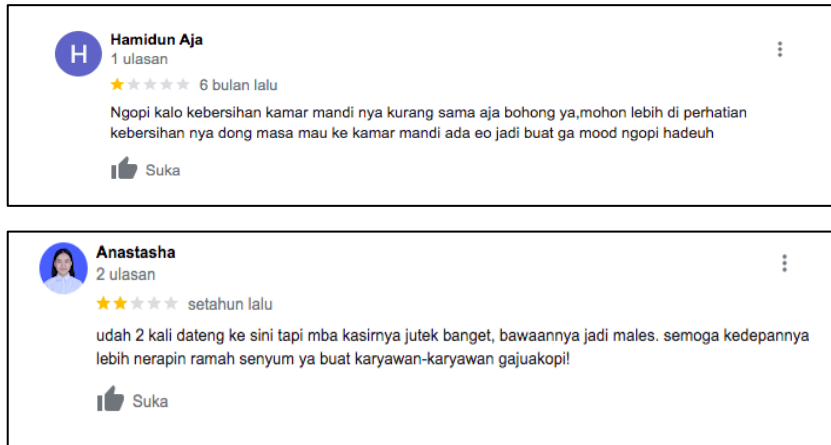 Hamidun Aja
1 ulasan
6 bulan lalu
Ngopi kalo kebersihan kamar mandi nya kurang sama aja bohong ya,mohon lebih di perhatian
kebersihan nya dong masa mau ke kamar mandi ada eo jadi buat ga mood ngopi hadeuh
Suka
Anastasha
2 ulasan
setahun lalu
udah 2 kali dateng ke sini tapi mba kasirnya jutek banget, bawaannya jadi males. semoga kedepannya
lebih nerapin ramah senyum ya buat karyawan-karyawan gajuakopi!
Suka